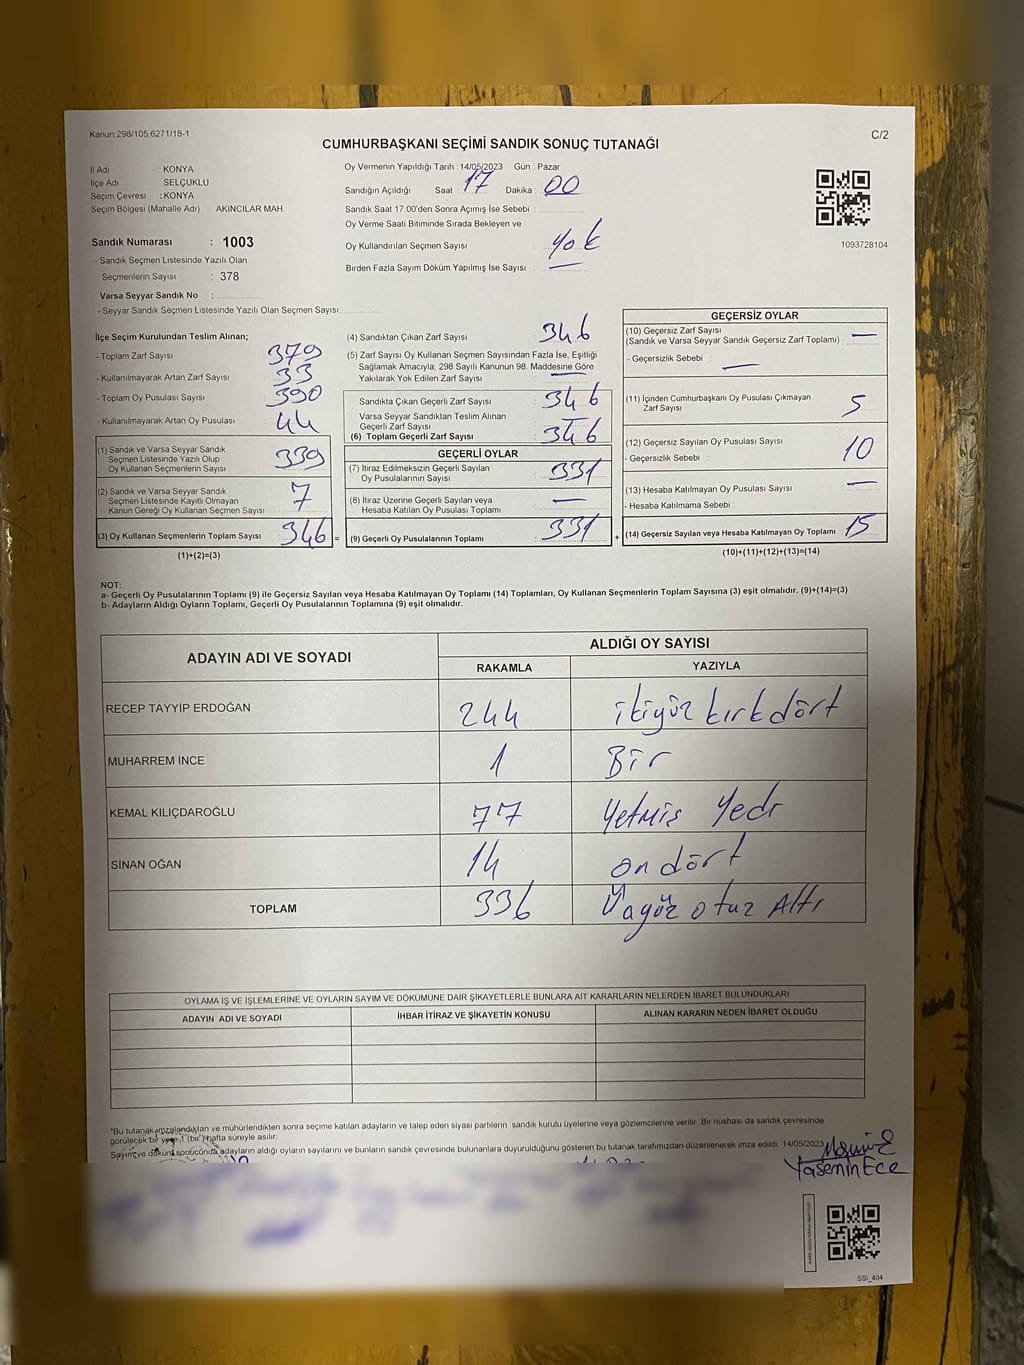 Kanun:298/105,6271/18-1
C/2
CUMHURBAŞKANI SEÇİMİ SANDIK SONUÇ TUTANAĞI
İl Adı KONYA
İlçe Adı SELÇUKLU
Seçim Çevresi : KONYA
Seçim Bölgesi (Mahalle Adı) AKINCILAR MAH.
Sandık Numarası : 1003
- Sandık Seçmen Listesinde Yazılı Olan
Seçmenlerin Sayısı : 378
Varsa Seyyar Sandık No :
- Seyyar Sandık Seçmen Listesinde Yazılı Olan Seçmen Sayısı
Oy Vermenin Yapıldığı Tarih : 14/05/2023 Gün : Pazar
Sandığın Açıldığı Saat : 17 Dakika : 00
Sandık Saat 17.00'den Sonra Açımış İse Sebebi :
Oy Verme Saati Bitiminde Sırada Bekleyen ve
Oy Kullandırılan Seçmen Sayısı : Yok
Birden Fazla Sayım Döküm Yapılmış İse Sayısı : —
1093728104
İlçe Seçim Kurulundan Teslim Alınan;
- Toplam Zarf Sayısı 379
- Kullanılmayarak Artan Zarf Sayısı : 33
- Toplam Oy Pusulası Sayısı 390
- Kullanılmayarak Artan Oy Pusulası : 44
(1) Sandık ve Varsa Seyyar Sandık
Seçmen Listesinde Yazılı Olup
Oy Kullanan Seçmenlerin Sayısı : 339
(2) Sandık ve Varsa Seyyar Sandık
Seçmen Listesinde Kayıtlı Olmayan
Kanun Gereği Oy Kullanan Seçmen Sayısı 7
(3) Oy Kullanan Seçmenlerin Toplam Sayısı 346 =
(1)+(2)=(3)
(4) Sandıktan Çıkan Zarf Sayısı : 346
(5) Zarf Sayısı Oy Kullanan Seçmen Sayısından Fazla İse, Eşitliği
Sağlamak Amacıyla, 298 Sayılı Kanunun 98. Maddesine Göre
Yakılarak Yok Edilen Zarf Sayısı : —
Sandıkta Çıkan Geçerli Zarf Sayısı : 346
Varsa Seyyar Sandıktan Teslim Alınan
Geçerli Zarf Sayısı : —
(6) Toplam Geçerli Zarf Sayısı : 346
GEÇERLİ OYLAR
(7) İtiraz Edilmeksizin Geçerli Sayılan
Oy Pusulalarının Sayısı : 331
(8) İtiraz Üzerine Geçerli Sayılan veya
Hesaba Katılan Oy Pusulası Toplamı : —
(9) Geçerli Oy Pusulalarının Toplamı : 331 +
GEÇERSİZ OYLAR
(10) Geçersiz Zarf Sayısı
(Sandık ve Varsa Seyyar Sandık Geçersiz Zarf Toplamı) : —
- Geçersizlik Sebebi : —
(11) İçinden Cumhurbaşkanı Oy Pusulası Çıkmayan
Zarf Sayısı : 5
(12) Geçersiz Sayılan Oy Pusulası Sayısı : 10
- Geçersizlik Sebebi :
(13) Hesaba Katılmayan Oy Pusulası Sayısı : —
- Hesaba Katılmama Sebebi :
(14) Geçersiz Sayılan veya Hesaba Katılmayan Oy Toplamı : 15
(10)+(11)+(12)+(13)=(14)
NOT:
a- Geçerli Oy Pusulalarının Toplamı (9) ile Geçersiz Sayılan veya Hesaba Katılmayan Oy Toplamı (14) Toplamları, Oy Kullanan Seçmenlerin Toplam Sayısına (3) eşit olmalıdır. (9)+(14)=(3)
b- Adayların Aldığı Oyların Toplamı, Geçerli Oy Pusulalarının Toplamına (9) eşit olmalıdır.
ADAYIN ADI VE SOYADI ALDIĞI OY SAYISI
RAKAMLA YAZIYLA
RECEP TAYYİP ERDOĞAN 244 ikiyüz kırkdört
MUHARREM İNCE 1 Bir
KEMAL KILIÇDAROĞLU 77 Yetmiş Yedi
SİNAN OĞAN 14 on dört
TOPLAM 336 Üçyüz otuz Altı
OYLAMA İŞ VE İŞLEMLERİNE VE OYLARIN SAYIM VE DÖKÜMÜNE DAİR ŞİKAYETLERLE BUNLARA AİT KARARLARIN NELERDEN İBARET BULUNDUKLARI
ADAYIN ADI VE SOYADI İHBAR İTİRAZ VE ŞİKAYETİN KONUSU ALINAN KARARIN NEDEN İBARET OLDUĞU
*Bu tutanak imzalandıktan ve mühürlendikten sonra seçime katılan adayların ve talep eden siyasi partilerin sandık kurulu üyelerine veya gözlemcilerine verilir. Bir nüshası da sandık çevresinde
görülecek bir yere 1 (bir) hafta süreyle asılır.
Sayım ve döküm sonucunda adayların aldığı oyların sayılarını ve bunların sandık çevresinde bulunanlara duyurulduğunu gösteren bu tutanak tarafımızdan düzenlenerek imza edildi. 14/05/2023
Yasemin Ece
SSI_404